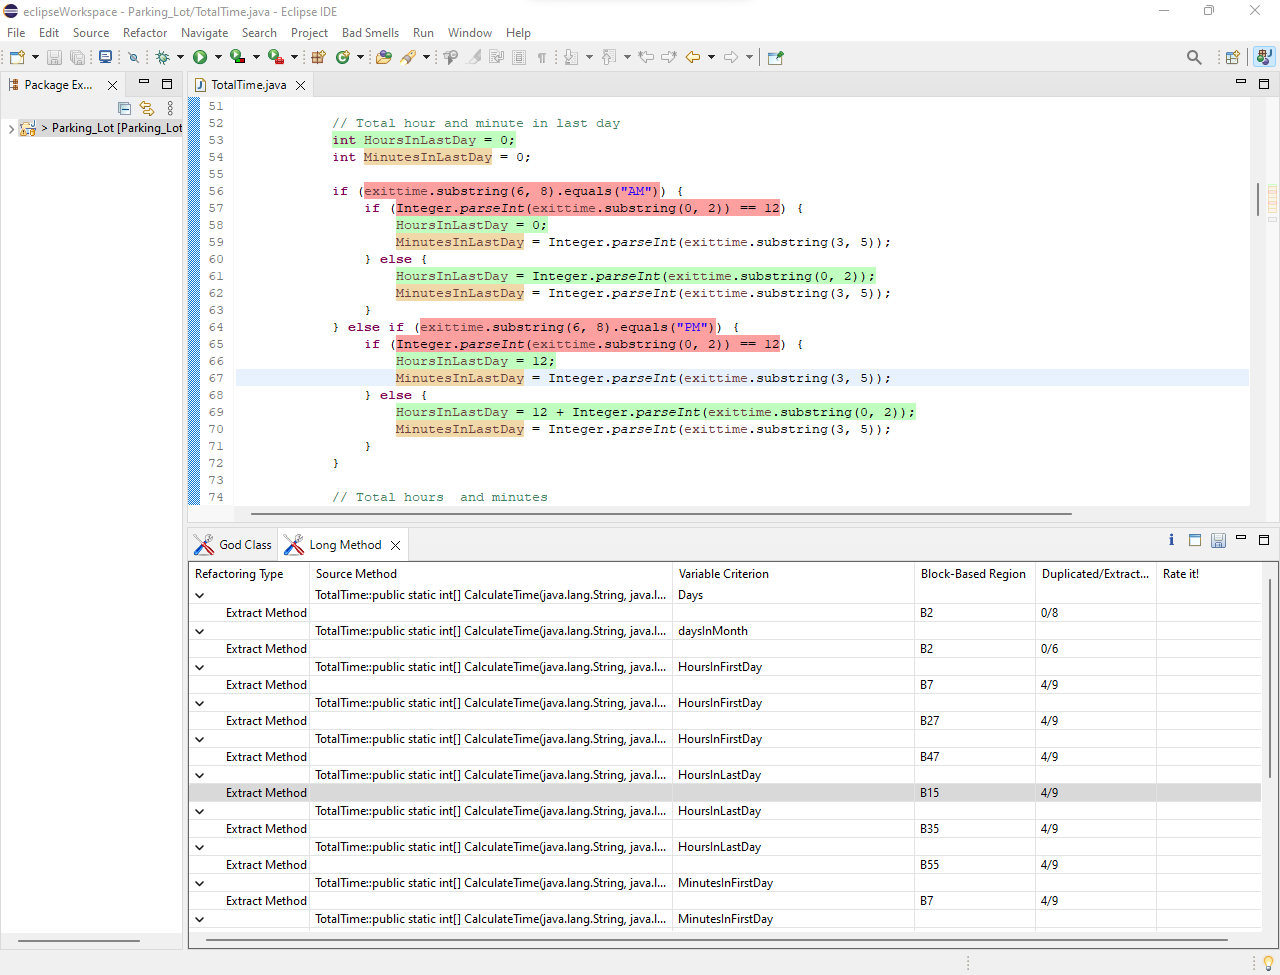 eclipseWorkspace - Parking_Lot/TotalTime.java - Eclipse IDE
File Edit Source Refactor Navigate Search Project Bad Smells Run Window Help
Package Ex...
TotalTime.java
> Parking_Lot [Parking_Lot
51
52 // Total hour and minute in last day
53 int HoursInLastDay = 0;
54 int MinutesInLastDay = 0;
55
56 if (exittime.substring(6, 8).equals("AM")) {
57 if (Integer.parseInt(exittime.substring(0, 2)) == 12) {
58 HoursInLastDay = 0;
59 MinutesInLastDay = Integer.parseInt(exittime.substring(3, 5));
60 } else {
61 HoursInLastDay = Integer.parseInt(exittime.substring(0, 2));
62 MinutesInLastDay = Integer.parseInt(exittime.substring(3, 5));
63 }
64 } else if (exittime.substring(6, 8).equals("PM")) {
65 if (Integer.parseInt(exittime.substring(0, 2)) == 12) {
66 HoursInLastDay = 12;
67 MinutesInLastDay = Integer.parseInt(exittime.substring(3, 5));
68 } else {
69 HoursInLastDay = 12 + Integer.parseInt(exittime.substring(0, 2));
70 MinutesInLastDay = Integer.parseInt(exittime.substring(3, 5));
71 }
72 }
73
74 // Total hours  and minutes
God Class Long Method
Refactoring Type Source Method Variable Criterion Block-Based Region Duplicated/Extract... Rate it!
TotalTime::public static int[] CalculateTime(java.lang.String, java.l... Days
Extract Method B2 0/8
TotalTime::public static int[] CalculateTime(java.lang.String, java.l... daysInMonth
Extract Method B2 0/6
TotalTime::public static int[] CalculateTime(java.lang.String, java.l... HoursInFirstDay
Extract Method B7 4/9
TotalTime::public static int[] CalculateTime(java.lang.String, java.l... HoursInFirstDay
Extract Method B27 4/9
TotalTime::public static int[] CalculateTime(java.lang.String, java.l... HoursInFirstDay
Extract Method B47 4/9
TotalTime::public static int[] CalculateTime(java.lang.String, java.l... HoursInLastDay
Extract Method B15 4/9
TotalTime::public static int[] CalculateTime(java.lang.String, java.l... HoursInLastDay
Extract Method B35 4/9
TotalTime::public static int[] CalculateTime(java.lang.String, java.l... HoursInLastDay
Extract Method B55 4/9
TotalTime::public static int[] CalculateTime(java.lang.String, java.l... MinutesInFirstDay
Extract Method B7 4/9
TotalTime::public static int[] CalculateTime(java.lang.String, java.l... MinutesInFirstDay